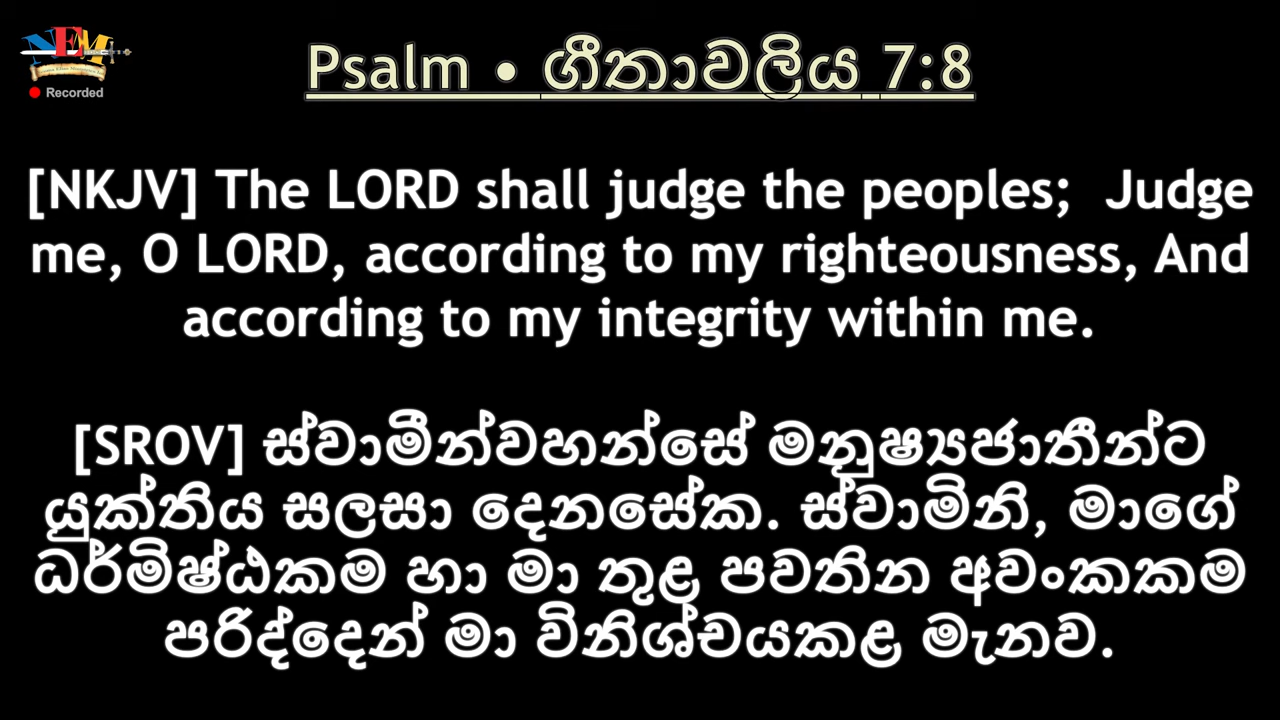 NEM
Recorded
Psalm • ගීතාවලිය 7:8
[NKJV] The LORD shall judge the peoples;  Judge
me, O LORD, according to my righteousness, And
according to my integrity within me.
[SROV] ස්වාමීන්වහන්සේ මනුෂ්‍යජාතීන්ට
යුක්තිය සලසා දෙනසේක. ස්වාමිනි, මාගේ
ධර්මිෂ්ඨකම හා මා තුළ පවතින අවංකකම
පරිද්දෙන් මා විනිශ්චයකළ මැනව.